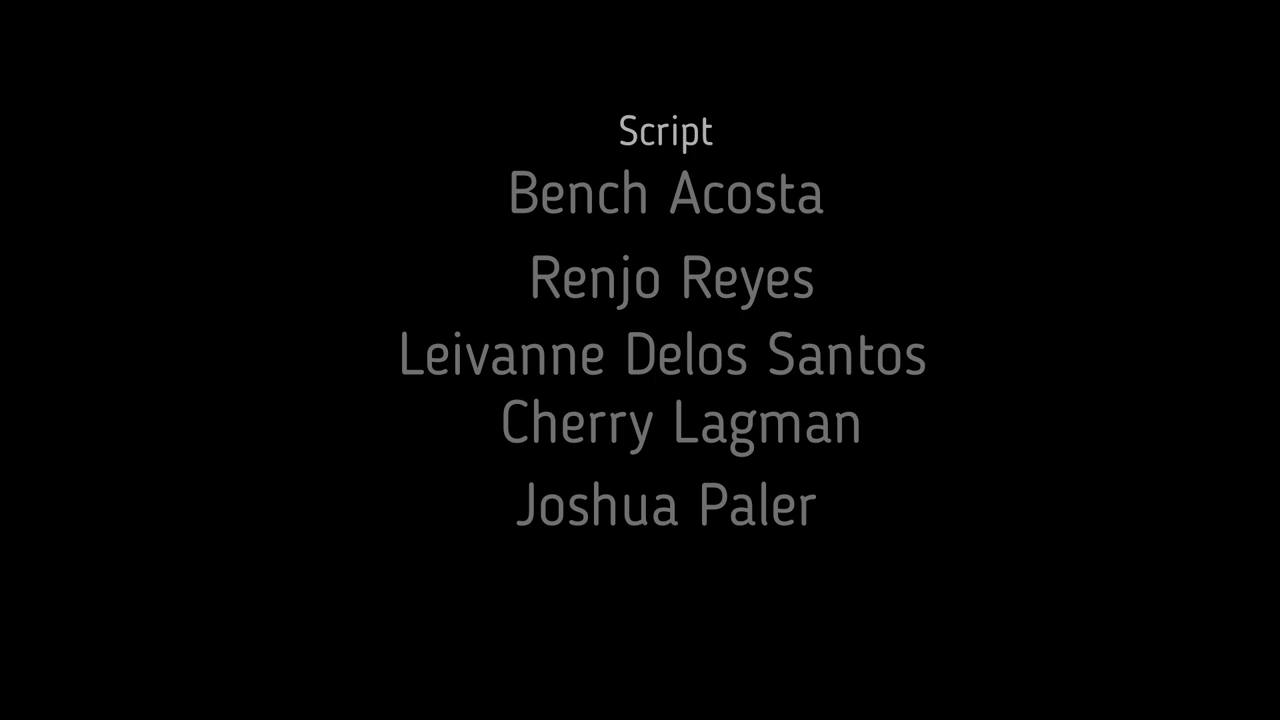 Script
Bench Acosta
Renjo Reyes
Leivanne Delos Santos
Cherry Lagman
Joshua Paler